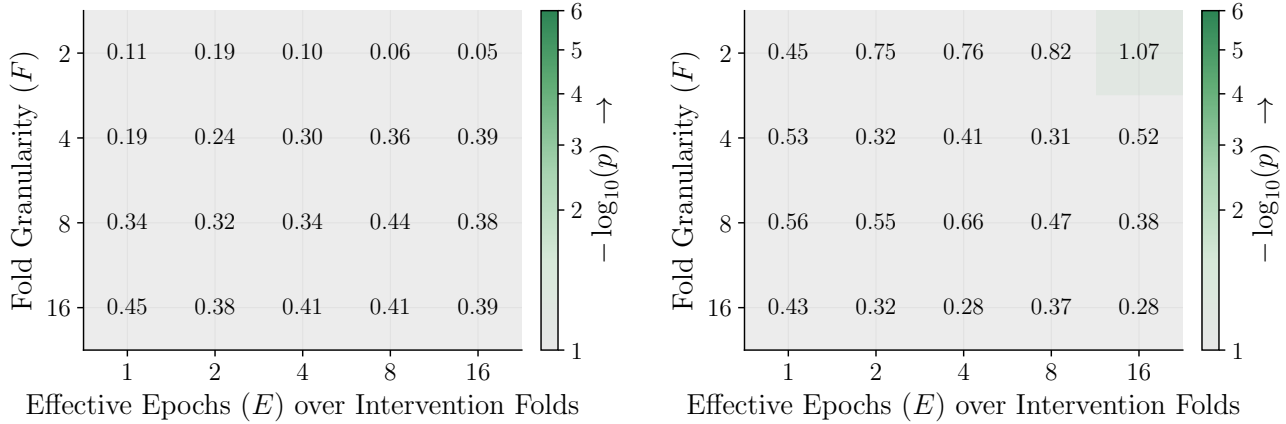 Fold Granularity (F)
2 0.11 0.19 0.10 0.06 0.05
4 0.19 0.24 0.30 0.36 0.39
8 0.34 0.32 0.34 0.44 0.38
16 0.45 0.38 0.41 0.41 0.39
1 2 4 8 16
Effective Epochs (E) over Intervention Folds
6
5
4
3
2
1
− log₁₀(p) →
Fold Granularity (F)
2 0.45 0.75 0.76 0.82 1.07
4 0.53 0.32 0.41 0.31 0.52
8 0.56 0.55 0.66 0.47 0.38
16 0.43 0.32 0.28 0.37 0.28
1 2 4 8 16
Effective Epochs (E) over Intervention Folds
6
5
4
3
2
1
− log₁₀(p) →